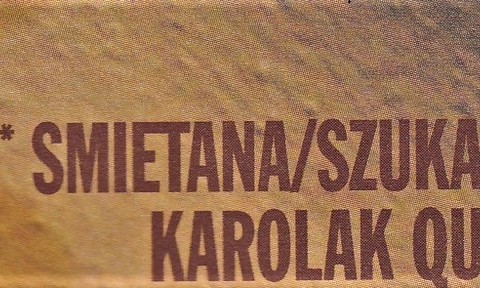 * SMIETANA/SZUKA
KAROLAK QU